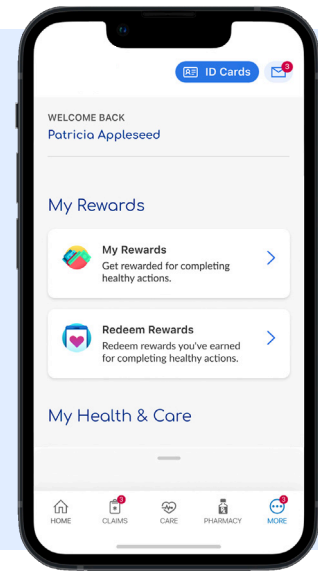 ID Cards
3
WELCOME BACK
Patricia Appleseed
My Rewards
My Rewards
Get rewarded for completing
healthy actions.
Redeem Rewards
Redeem rewards you've earned
for completing healthy actions.
My Health & Care
3
3
HOME
CLAIMS
CARE
PHARMACY
MORE